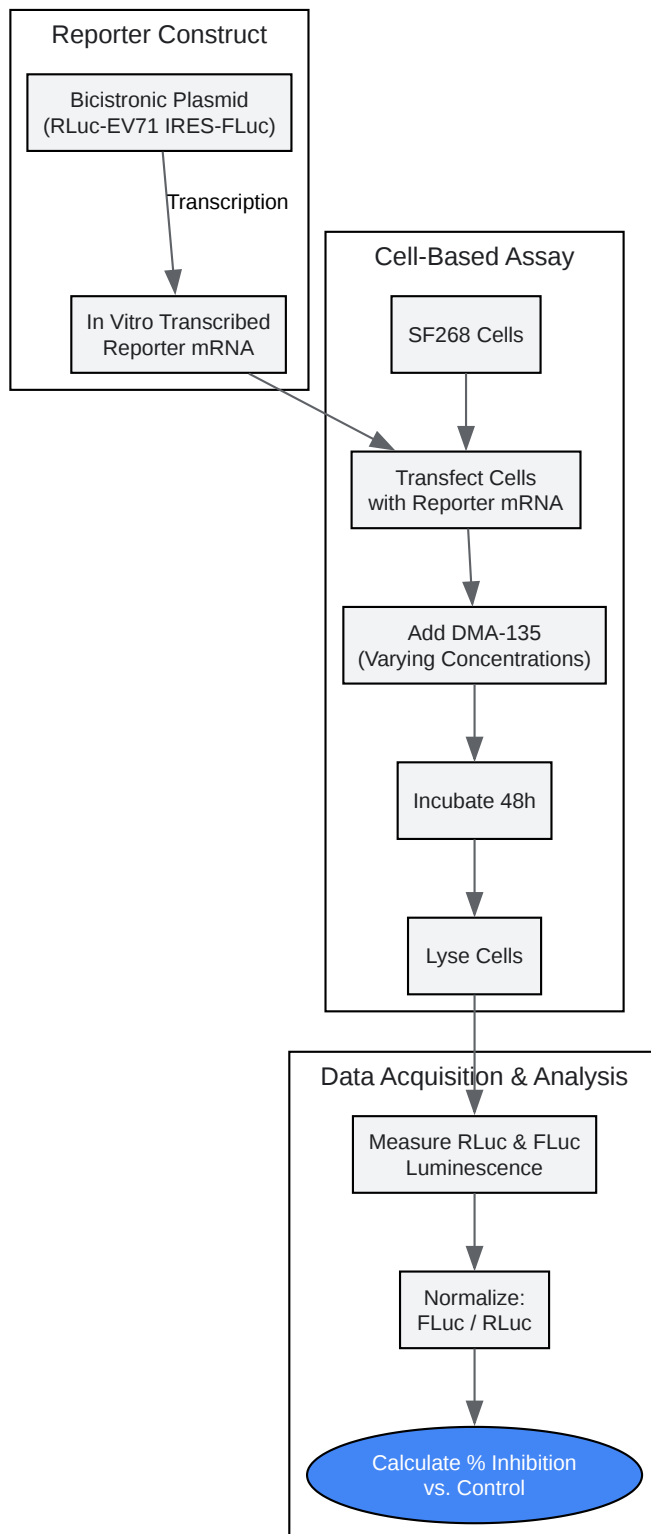 Reporter Construct
Bicistronic Plasmid
(RLuc-EV71 IRES-FLuc)
Transcription
In Vitro Transcribed
Reporter mRNA
Cell-Based Assay
SF268 Cells
Transfect Cells
with Reporter mRNA
Add DMA-135
(Varying Concentrations)
Incubate 48h
Lyse Cells
Data Acquisition & Analysis
Measure RLuc & FLuc
Luminescence
Normalize:
FLuc / RLuc
Calculate % Inhibition
vs. Control